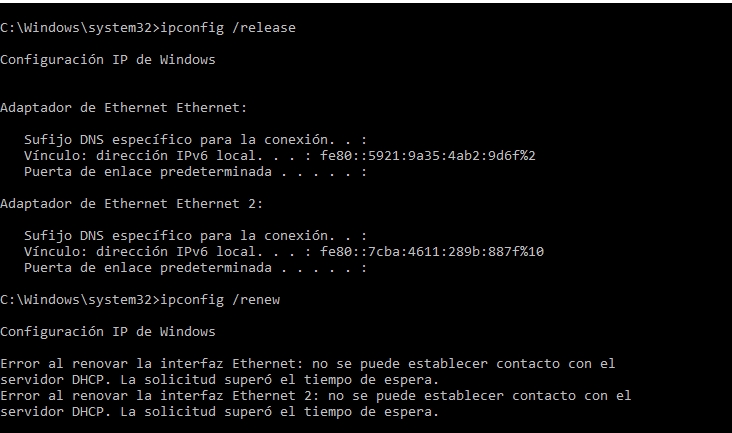 C:\Windows\system32>ipconfig /release
Configuración IP de Windows
Adaptador de Ethernet Ethernet:
Sufijo DNS específico para la conexión. . :
Vínculo: dirección IPv6 local. . . : fe80::5921:9a35:4ab2:9d6f%2
Puerta de enlace predeterminada . . . . . :
Adaptador de Ethernet Ethernet 2:
Sufijo DNS específico para la conexión. . :
Vínculo: dirección IPv6 local. . . : fe80::7cba:4611:289b:887f%10
Puerta de enlace predeterminada . . . . . :
C:\Windows\system32>ipconfig /renew
Configuración IP de Windows
Error al renovar la interfaz Ethernet: no se puede establecer contacto con el
servidor DHCP. La solicitud superó el tiempo de espera.
Error al renovar la interfaz Ethernet 2: no se puede establecer contacto con el
servidor DHCP. La solicitud superó el tiempo de espera.